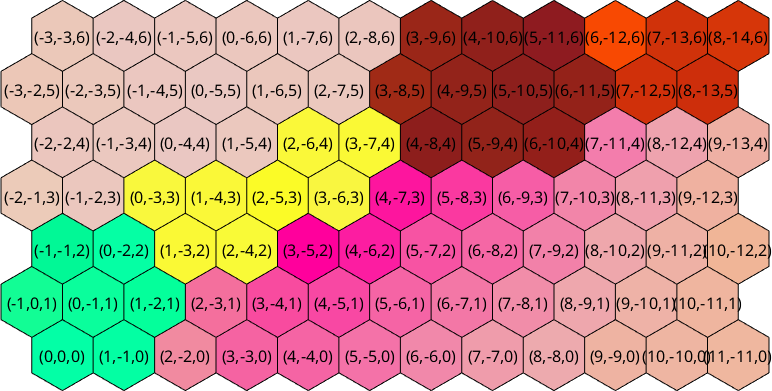 (-3,-3,6) (-2,-4,6) (-1,-5,6) (0,-6,6) (1,-7,6) (2,-8,6) (3,-9,6) (4,-10,6) (5,-11,6) (6,-12,6) (7,-13,6) (8,-14,6)
(-3,-2,5) (-2,-3,5) (-1,-4,5) (0,-5,5) (1,-6,5) (2,-7,5) (3,-8,5) (4,-9,5) (5,-10,5) (6,-11,5) (7,-12,5) (8,-13,5)
(-2,-2,4) (-1,-3,4) (0,-4,4) (1,-5,4) (2,-6,4) (3,-7,4) (4,-8,4) (5,-9,4) (6,-10,4) (7,-11,4) (8,-12,4) (9,-13,4)
(-2,-1,3) (-1,-2,3) (0,-3,3) (1,-4,3) (2,-5,3) (3,-6,3) (4,-7,3) (5,-8,3) (6,-9,3) (7,-10,3) (8,-11,3) (9,-12,3)
(-1,-1,2) (0,-2,2) (1,-3,2) (2,-4,2) (3,-5,2) (4,-6,2) (5,-7,2) (6,-8,2) (7,-9,2) (8,-10,2) (9,-11,2) (10,-12,2)
(-1,0,1) (0,-1,1) (1,-2,1) (2,-3,1) (3,-4,1) (4,-5,1) (5,-6,1) (6,-7,1) (7,-8,1) (8,-9,1) (9,-10,1) (10,-11,1)
(0,0,0) (1,-1,0) (2,-2,0) (3,-3,0) (4,-4,0) (5,-5,0) (6,-6,0) (7,-7,0) (8,-8,0) (9,-9,0) (10,-10,0) (11,-11,0)